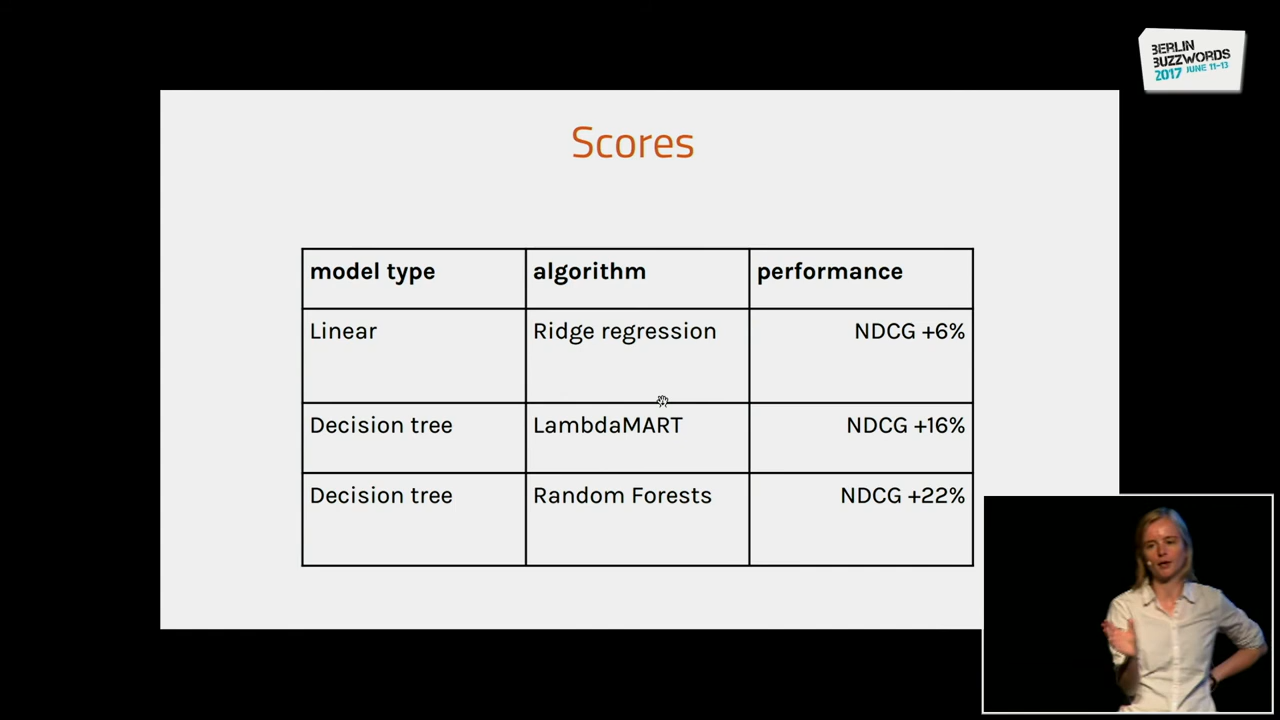 BERLIN
BUZZWORDS
2017 JUNE 11-13
Scores
model type algorithm performance
Linear Ridge regression NDCG +6%
Decision tree LambdaMART NDCG +16%
Decision tree Random Forests NDCG +22%